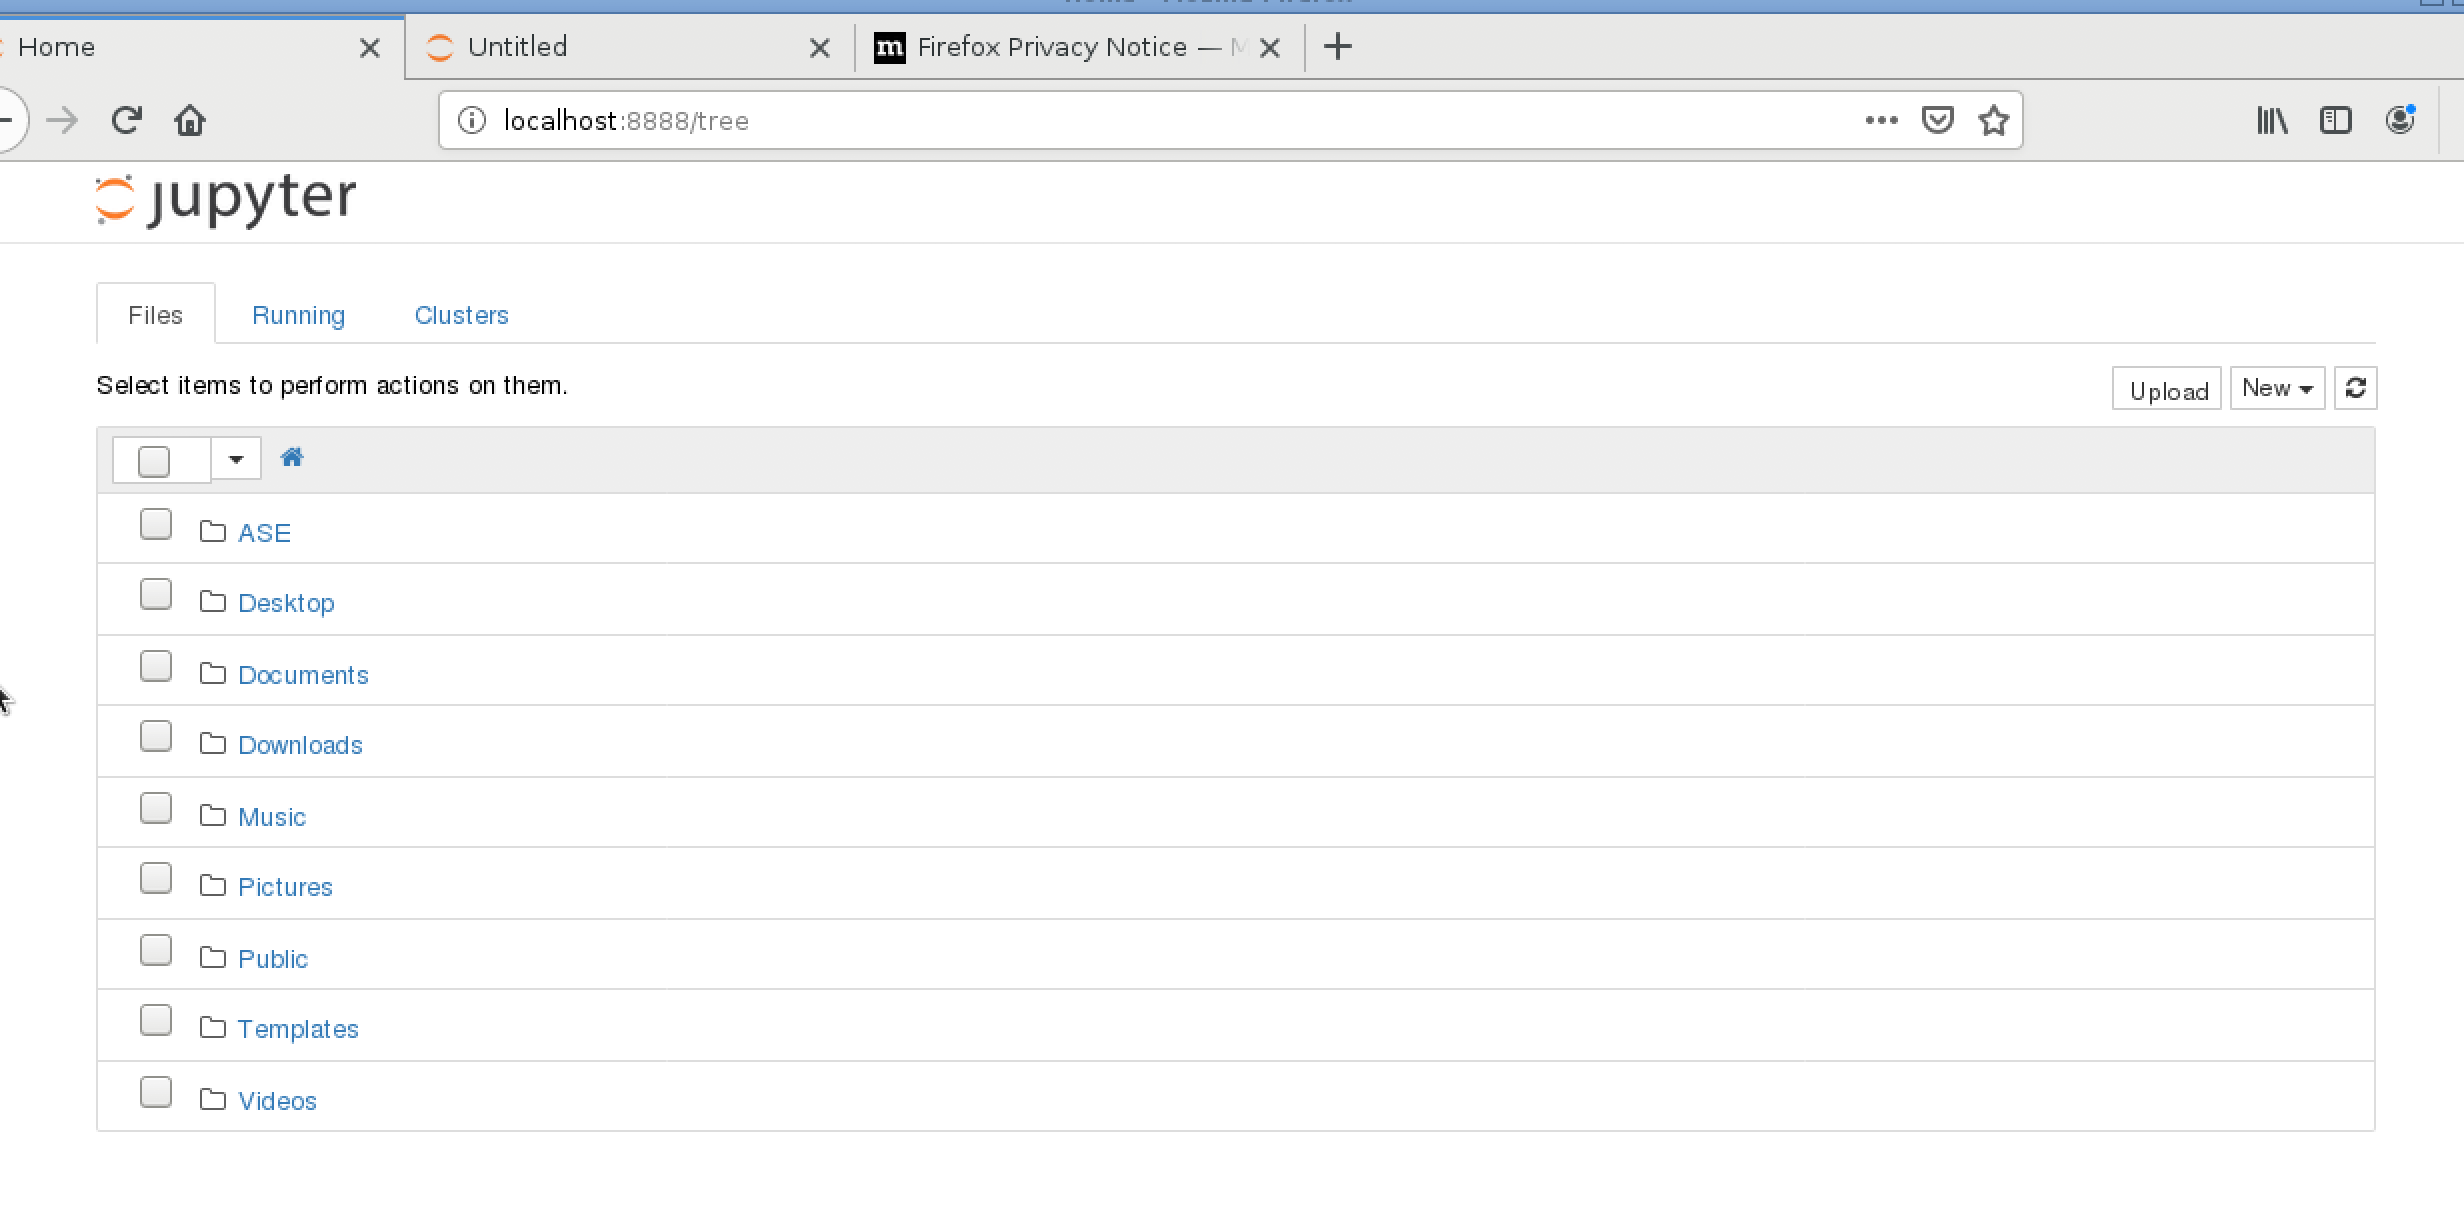 Home
Untitled
Firefox Privacy Notice —
localhost:8888/tree
jupyter
Files
Running
Clusters
Select items to perform actions on them.
Upload
New
ASE
Desktop
Documents
Downloads
Music
Pictures
Public
Templates
Videos